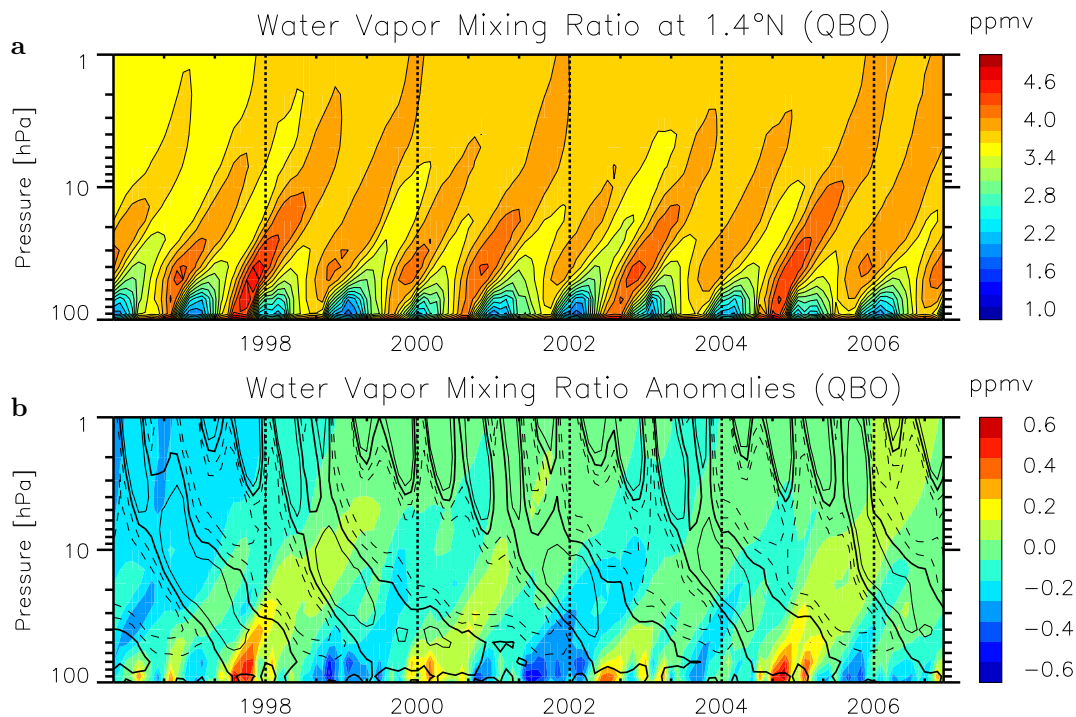 Water Vapor Mixing Ratio at 1.4°N (QBO)
ppmv
a
Pressure [hPa]
1
10
100
4.6
4.0
3.4
2.8
2.2
1.6
1.0
1998 2000 2002 2004 2006
Water Vapor Mixing Ratio Anomalies (QBO)
ppmv
b
Pressure [hPa]
1
10
100
0.6
0.4
0.2
0.0
−0.2
−0.4
−0.6
1998 2000 2002 2004 2006